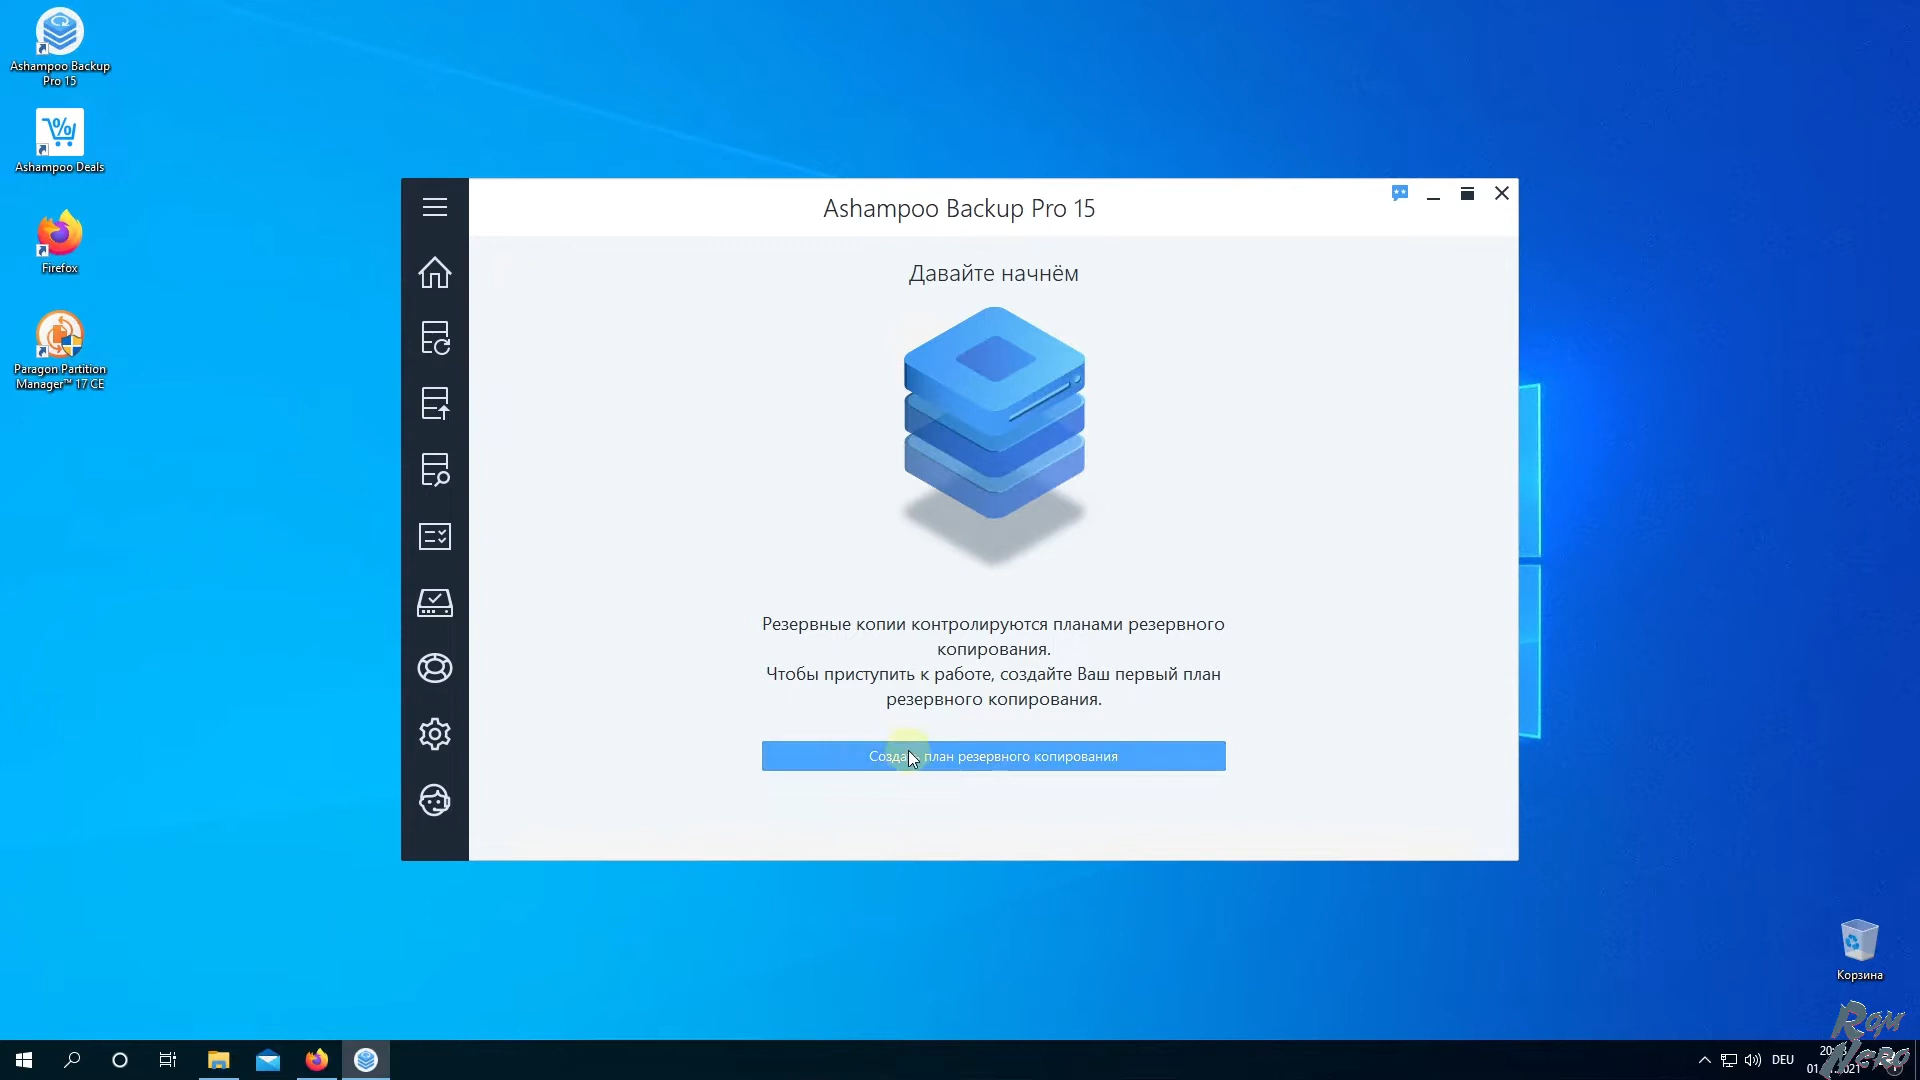 Ashampoo Backup
Pro 15
Ashampoo Deals
Firefox
Paragon Partition
Manager™ 17 CE
Ashampoo Backup Pro 15
Давайте начнём
Резервные копии контролируются планами резервного
копирования.
Чтобы приступить к работе, создайте Ваш первый план
резервного копирования.
план резервного копирования
Корзина
DEU